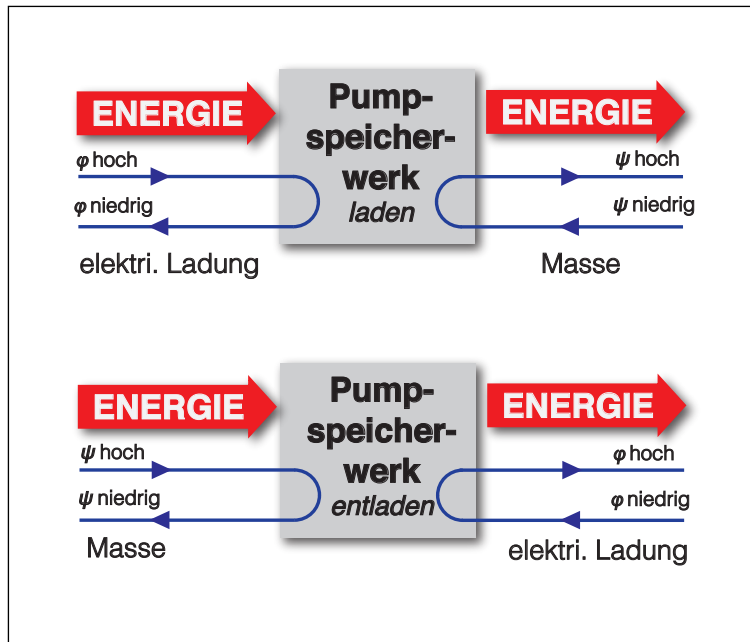 ENERGIE
Pump-
speicher-
werk
laden
ENERGIE
φ hoch
φ niedrig
elektri. Ladung
ψ hoch
ψ niedrig
Masse
ENERGIE
Pump-
speicher-
werk
entladen
ENERGIE
ψ hoch
ψ niedrig
Masse
φ hoch
φ niedrig
elektri. Ladung